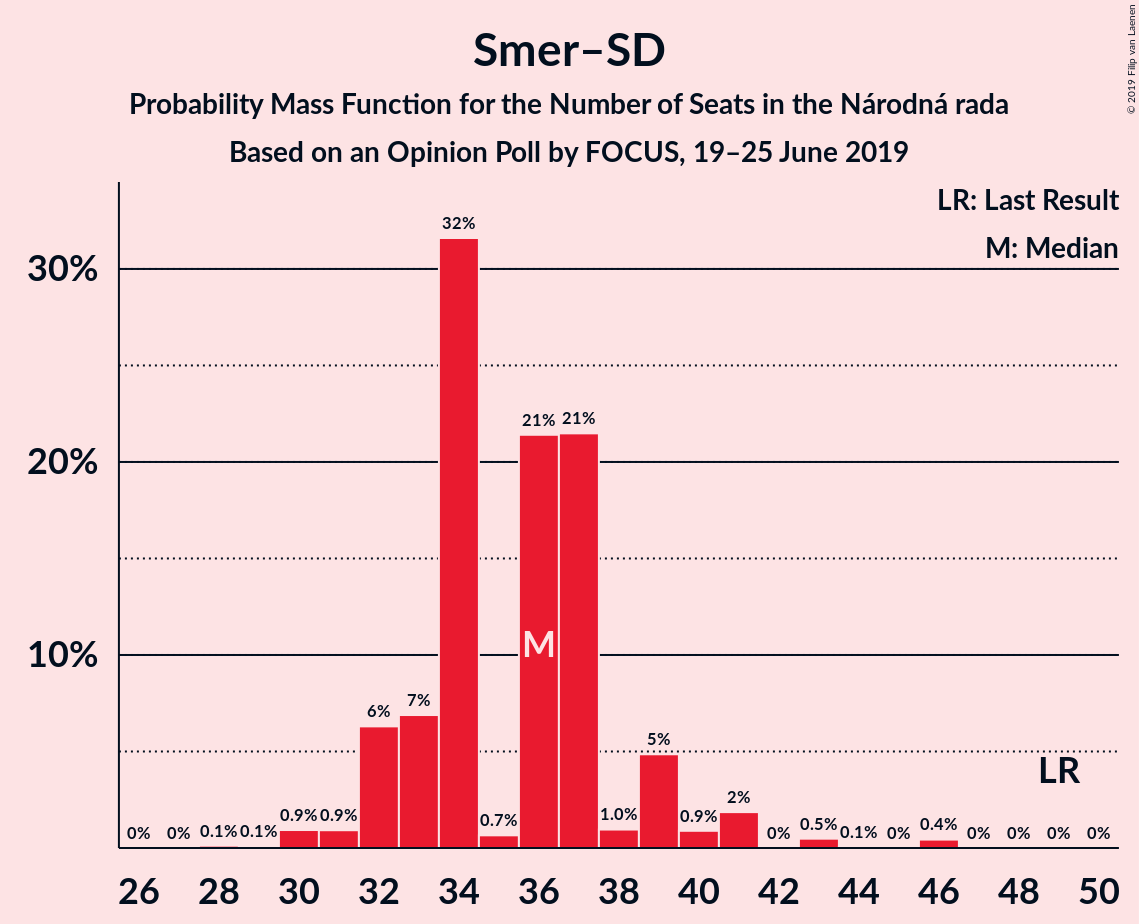 Smer–SD
Probability Mass Function for the Number of Seats in the Národná rada
Based on an Opinion Poll by FOCUS, 19–25 June 2019
© 2019 Filip van Laenen
LR: Last Result
M: Median
30%
20%
10%
0% 0% 0.1% 0.1% 0.9% 0.9% 6% 7% 32% 0.7% 21% 21% 1.0% 5% 0.9% 2% 0% 0.5% 0.1% 0% 0.4% 0% 0% 0% 0%
M
LR
26 28 30 32 34 36 38 40 42 44 46 48 50